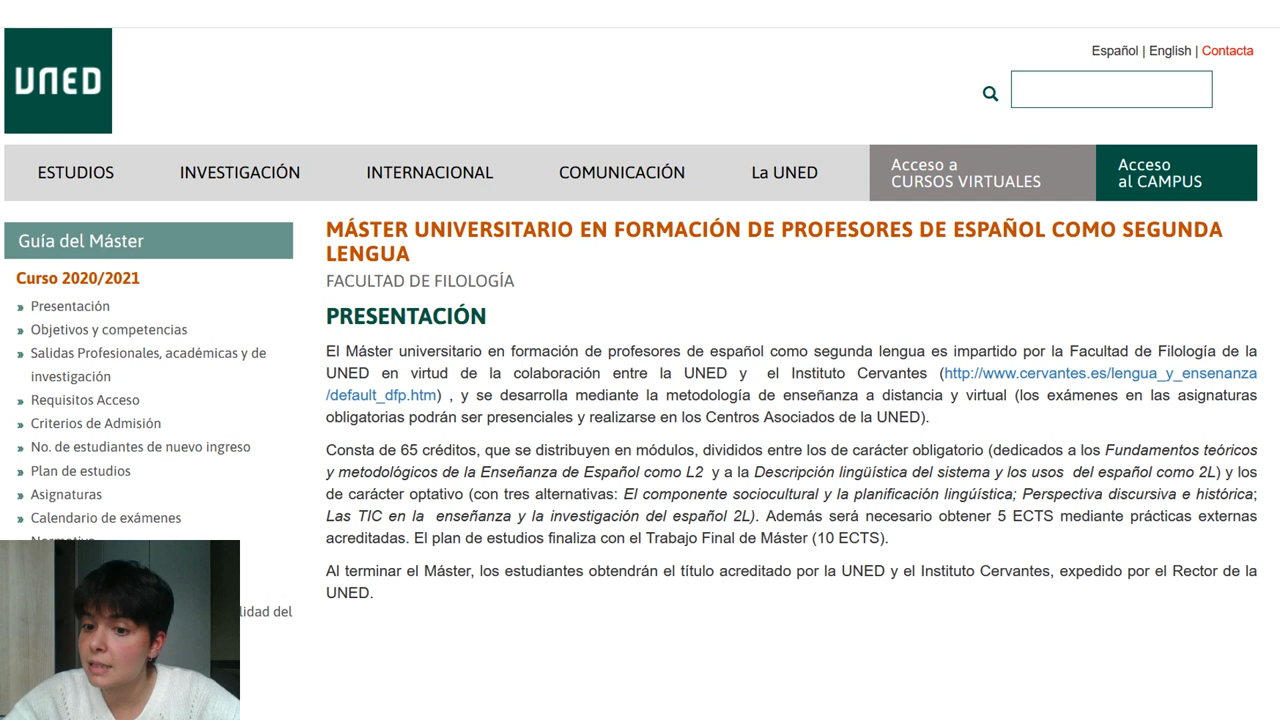 UNED
Español | English | Contacta
ESTUDIOS
INVESTIGACIÓN
INTERNACIONAL
COMUNICACIÓN
La UNED
Acceso a
CURSOS VIRTUALES
Acceso
al CAMPUS
Guía del Máster
Curso 2020/2021
» Presentación
» Objetivos y competencias
» Salidas Profesionales, académicas y de
investigación
» Requisitos Acceso
» Criterios de Admisión
» No. de estudiantes de nuevo ingreso
» Plan de estudios
» Asignaturas
» Calendario de exámenes
lidad del
MÁSTER UNIVERSITARIO EN FORMACIÓN DE PROFESORES DE ESPAÑOL COMO SEGUNDA
LENGUA
FACULTAD DE FILOLOGÍA
PRESENTACIÓN
El Máster universitario en formación de profesores de español como segunda lengua es impartido por la Facultad de Filología de la
UNED en virtud de la colaboración entre la UNED y el Instituto Cervantes (http://www.cervantes.es/lengua_y_ensenanza
/default_dfp.htm) , y se desarrolla mediante la metodología de enseñanza a distancia y virtual (los exámenes en las asignaturas
obligatorias podrán ser presenciales y realizarse en los Centros Asociados de la UNED).
Consta de 65 créditos, que se distribuyen en módulos, divididos entre los de carácter obligatorio (dedicados a los Fundamentos teóricos
y metodológicos de la Enseñanza de Español como L2 y a la Descripción lingüística del sistema y los usos del español como 2L) y los
de carácter optativo (con tres alternativas: El componente sociocultural y la planificación lingüística; Perspectiva discursiva e histórica;
Las TIC en la enseñanza y la investigación del español 2L). Además será necesario obtener 5 ECTS mediante prácticas externas
acreditadas. El plan de estudios finaliza con el Trabajo Final de Máster (10 ECTS).
Al terminar el Máster, los estudiantes obtendrán el título acreditado por la UNED y el Instituto Cervantes, expedido por el Rector de la
UNED.